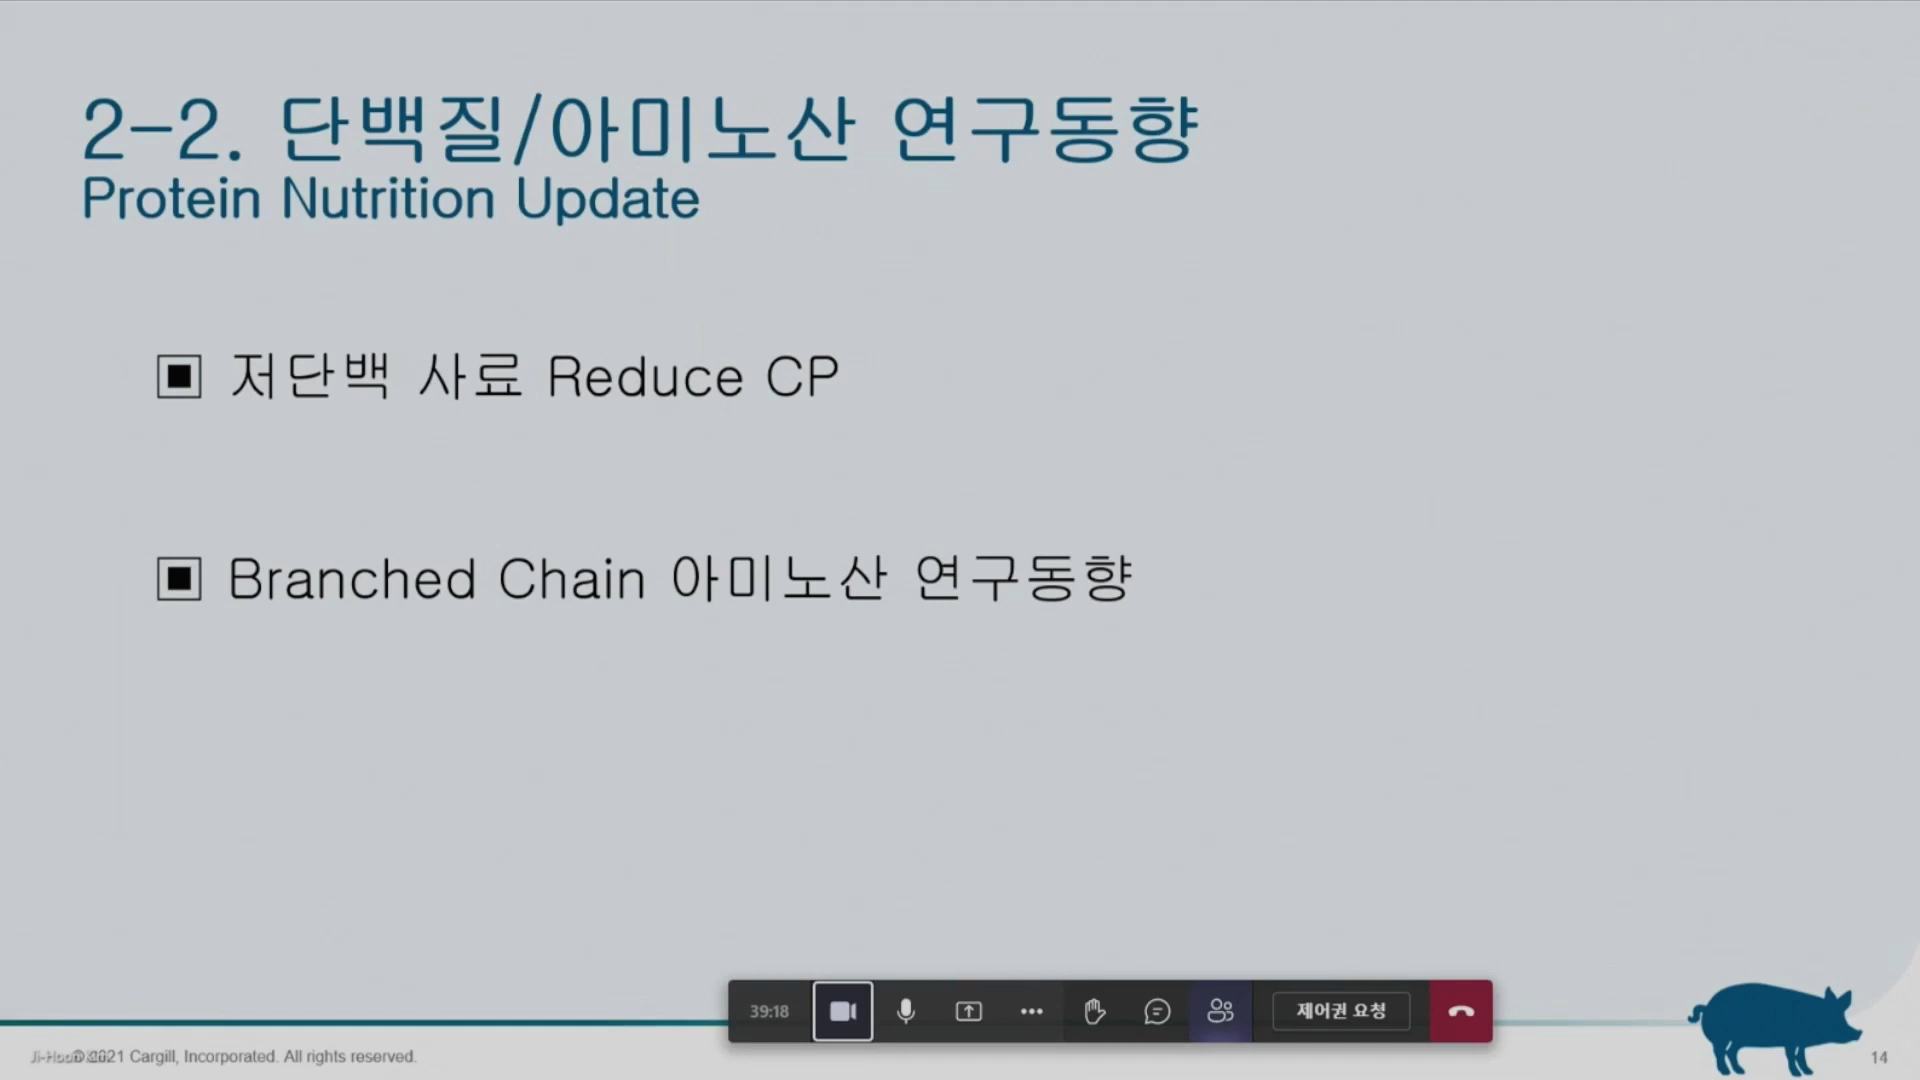 2-2. 단백질/아미노산 연구동향
Protein Nutrition Update
▣ 저단백 사료 Reduce CP
▣ Branched Chain 아미노산 연구동향
39:18
제어권 요청
© 2021 Cargill, Incorporated. All rights reserved.
14